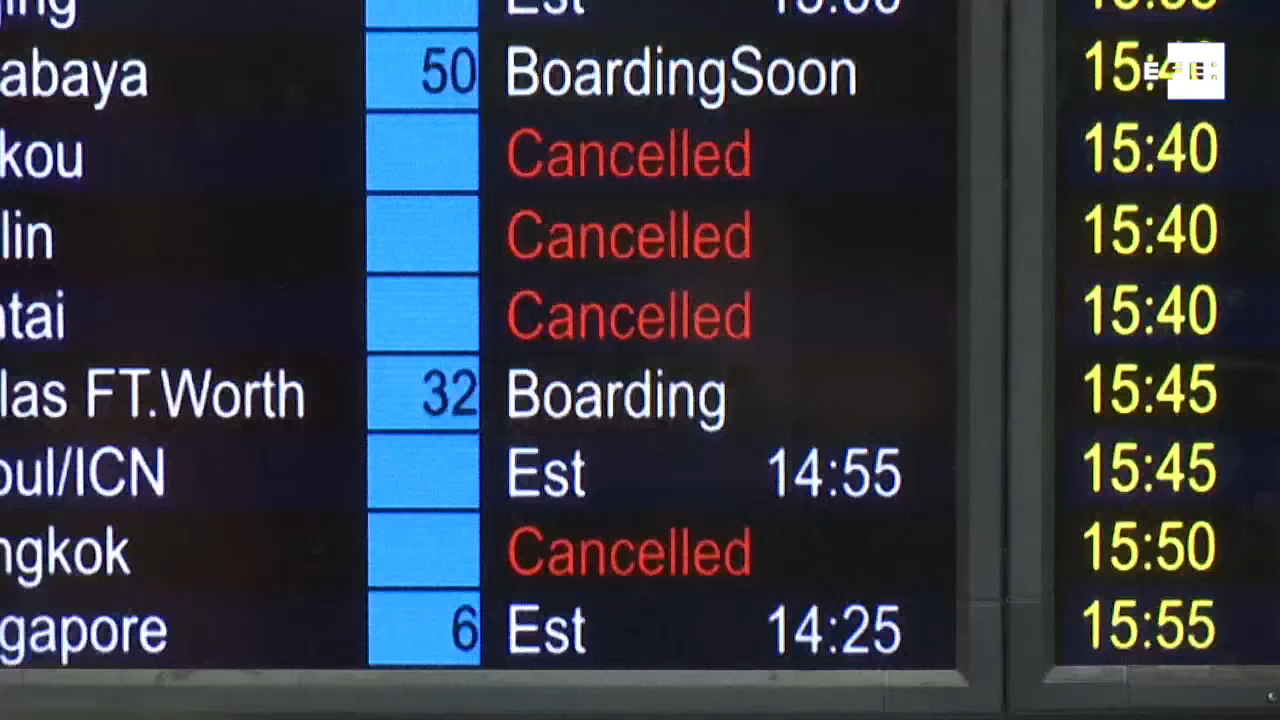 abaya 50 BoardingSoon 15:4
kou Cancelled 15:40
lin Cancelled 15:40
ntai Cancelled 15:40
las FT.Worth 32 Boarding 15:45
oul/ICN Est 14:55 15:45
ngkok Cancelled 15:50
gapore 6 Est 14:25 15:55